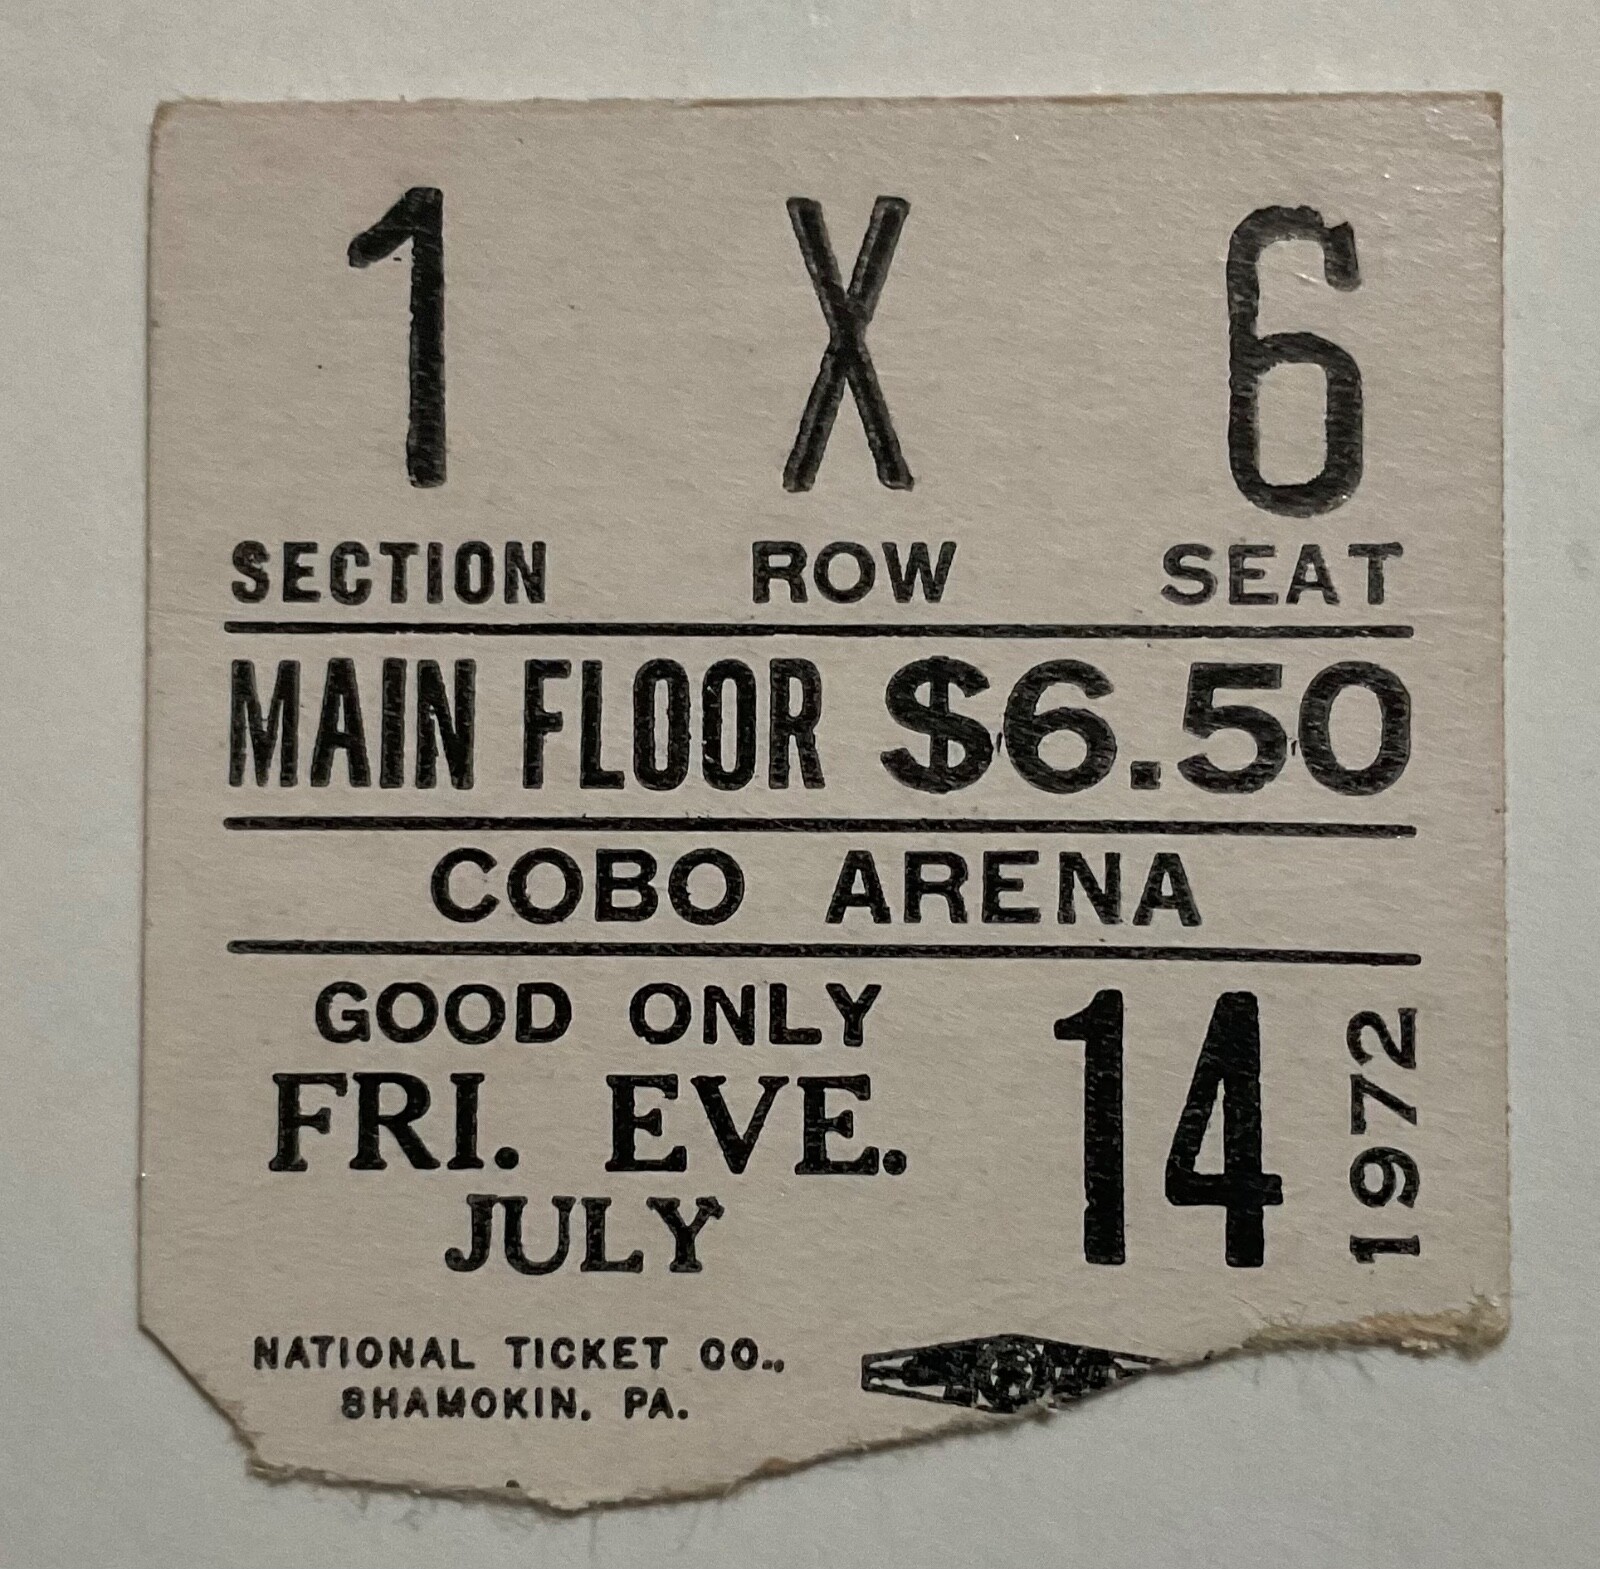 1 X 6
SECTION ROW SEAT
MAIN FLOOR $6.50
COBO ARENA
GOOD ONLY
FRI. EVE.
JULY
14
1972
NATIONAL TICKET CO.,
SHAMOKIN, PA.